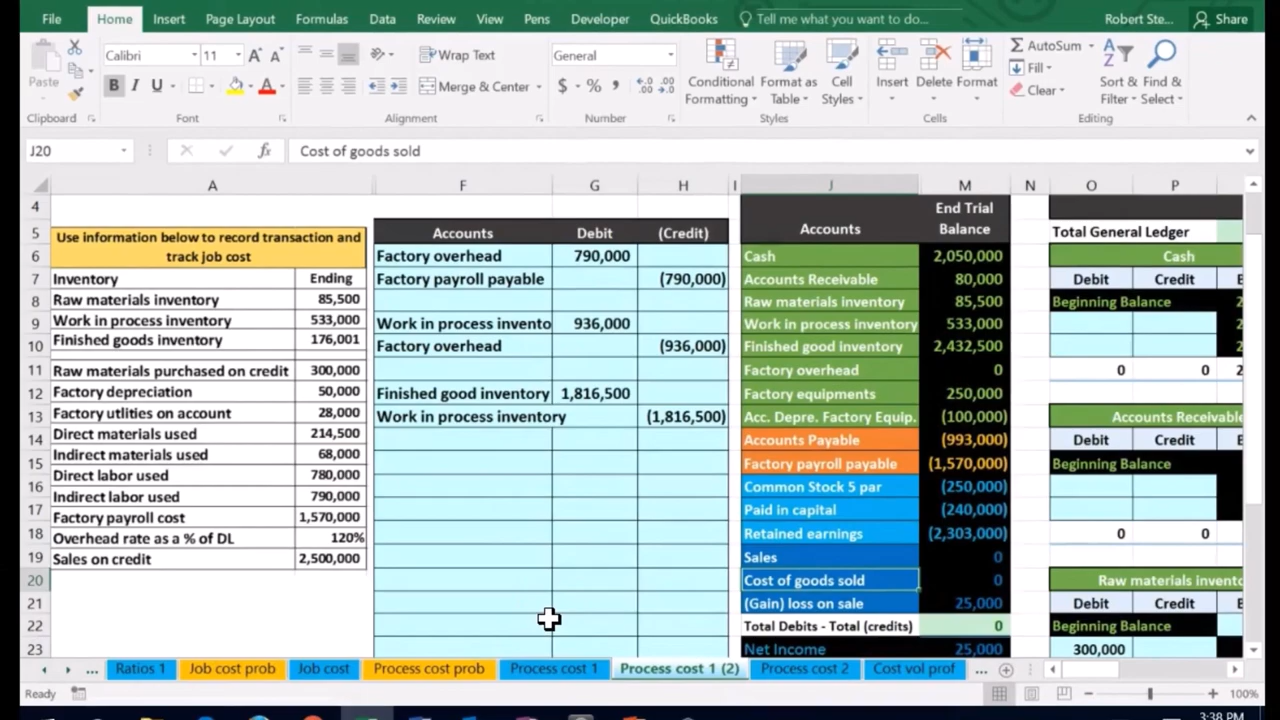 File Home Insert Page Layout Formulas Data Review View Pens Developer QuickBooks Tell me what you want to do... Robert Ste... Share
Calibri 11 Wrap Text General AutoSum
Paste B I U A Merge & Center $ % Conditional Formatting Format as Table Cell Styles Insert Delete Format Fill Clear Sort & Filter Find & Select
Clipboard Font Alignment Number Styles Cells Editing
J20 fx Cost of goods sold
A F G H I J M N O P
4 End Trial
5 Use information below to record transaction and Accounts Debit (Credit) Accounts Balance Total General Ledger
6 track job cost Factory overhead 790,000 Cash 2,050,000 Cash
7 Inventory Ending Factory payroll payable (790,000) Accounts Receivable 80,000 Debit Credit
8 Raw materials inventory 85,500 Raw materials inventory 85,500 Beginning Balance 2
9 Work in process inventory 533,000 Work in process invento 936,000 Work in process inventory 533,000 2
10 Finished goods inventory 176,001 Factory overhead (936,000) Finished good inventory 2,432,500 2
11 Raw materials purchased on credit 300,000 Factory overhead 0 0 0 2
12 Factory depreciation 50,000 Finished good inventory 1,816,500 Factory equipments 250,000
13 Factory utlities on account 28,000 Work in process inventory (1,816,500) Acc. Depre. Factory Equip. (100,000) Accounts Receivable
14 Direct materials used 214,500 Accounts Payable (993,000) Debit Credit
15 Indirect materials used 68,000 Factory payroll payable (1,570,000) Beginning Balance
16 Direct labor used 780,000 Common Stock 5 par (250,000)
17 Indirect labor used 790,000 Paid in capital (240,000)
18 Factory payroll cost 1,570,000 Retained earnings (2,303,000) 0 0
Overhead rate as a % of DL 120%
19 Sales on credit 2,500,000 Sales 0
20 Cost of goods sold 0 Raw materials invento
21 (Gain) loss on sale 25,000 Debit Credit
22 Total Debits - Total (credits) 0 Beginning Balance
23 Net Income 25,000 300,000
... Ratios 1 Job cost prob Job cost Process cost prob Process cost 1 Process cost 1 (2) Process cost 2 Cost vol prof ...
Ready 100%
3:38 PM